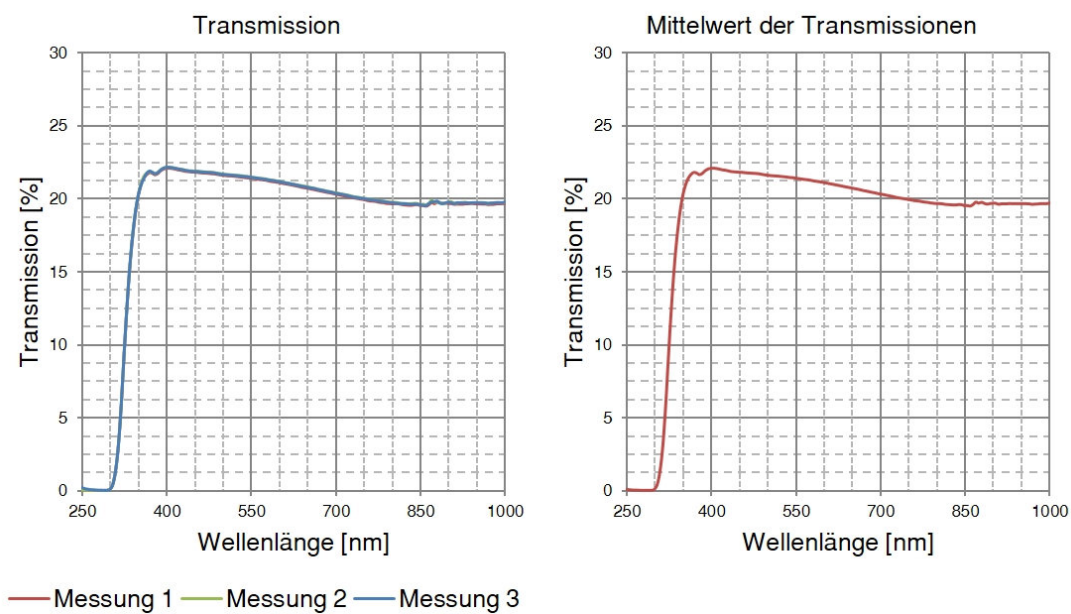 Transmission
30
25
20
15
10
5
0
Transmission [%]
250 400 550 700 850 1000
Wellenlänge [nm]
Mittelwert der Transmissionen
30
25
20
15
10
5
0
Transmission [%]
250 400 550 700 850 1000
Wellenlänge [nm]
Messung 1 Messung 2 Messung 3